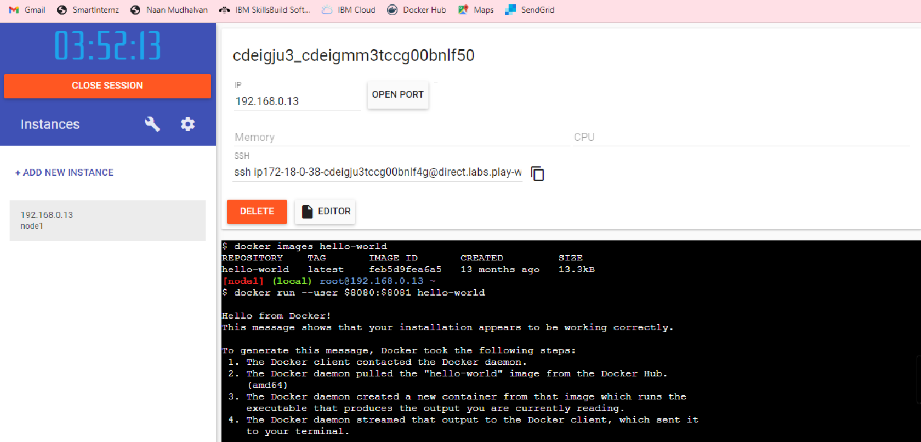 Gmail SmartInternz Naan Mudhalvan IBM SkillsBuild Soft... IBM Cloud Docker Hub Maps SendGrid
03:52:13
CLOSE SESSION
Instances
+ ADD NEW INSTANCE
192.168.0.13
node1
cdeigju3_cdeigmm3tccg00bnlf50
IP
192.168.0.13
OPEN PORT
Memory
CPU
SSH
ssh ip172-18-0-38-cdeigju3tccg00bnlf4g@direct.labs.play-w
DELETE
EDITOR
$ docker images hello-world
REPOSITORY TAG IMAGE ID CREATED SIZE
hello-world latest feb5d9fea6a5 13 months ago 13.3kB
[node1] (local) root@192.168.0.13 ~
$ docker run --user $8080:$8081 hello-world
Hello from Docker!
This message shows that your installation appears to be working correctly.
To generate this message, Docker took the following steps:
1. The Docker client contacted the Docker daemon.
2. The Docker daemon pulled the "hello-world" image from the Docker Hub.
(amd64)
3. The Docker daemon created a new container from that image which runs the
executable that produces the output you are currently reading.
4. The Docker daemon streamed that output to the Docker client, which sent it
to your terminal.